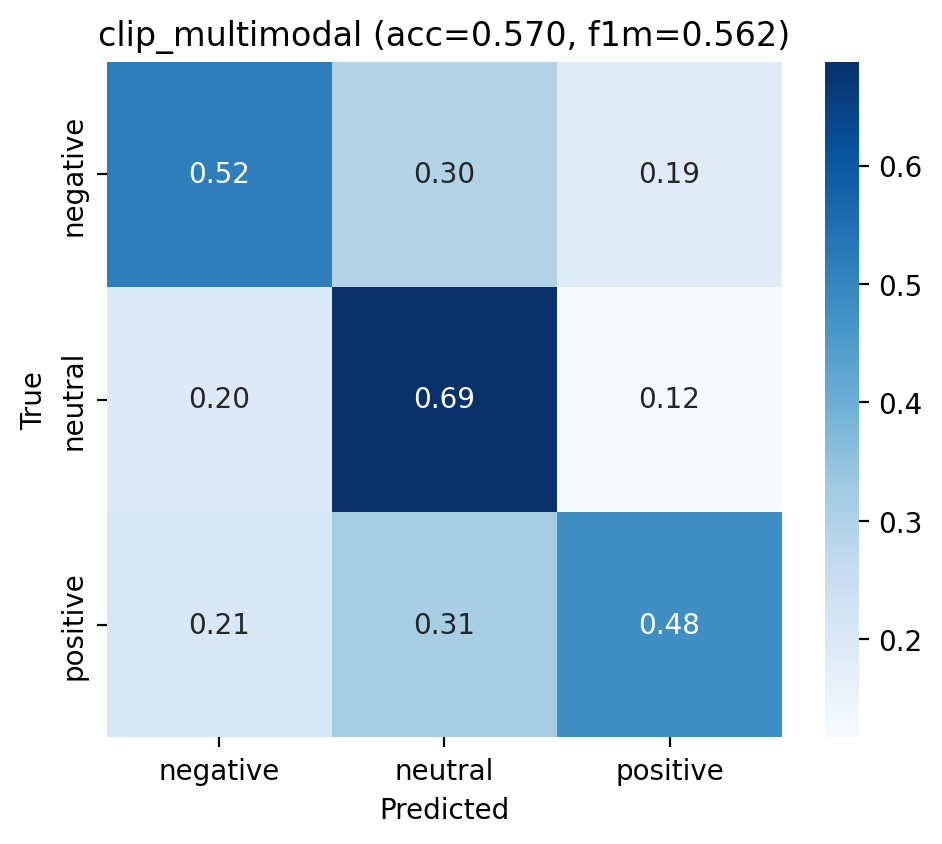 clip_multimodal (acc=0.570, f1m=0.562)
negative
0.52
0.30
0.19
True
neutral
0.20
0.69
0.12
positive
0.21
0.31
0.48
negative
neutral
positive
Predicted
0.6
0.5
0.4
0.3
0.2